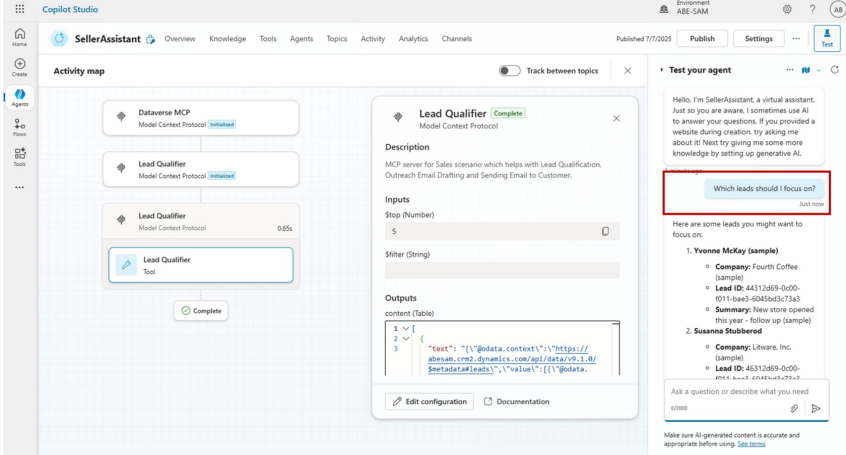 Copilot Studio
Environment
ABE-SAM
?
AB
Home
Create
Agents
Flows
Tools
SellerAssistant
Overview
Knowledge
Tools
Agents
Topics
Activity
Analytics
Channels
Published 7/7/2025
Publish
Settings
Test
Activity map
Track between topics
Dataverse MCP
Model Context Protocol Initialized
Lead Qualifier
Model Context Protocol Initialized
Lead Qualifier
Model Context Protocol 0.65s
Lead Qualifier
Tool
Complete
Lead Qualifier Complete
Model Context Protocol
Description
MCP server for Sales scenario which helps with Lead Qualification,
Outreach Email Drafting and Sending Email to Customer.
Inputs
$top (Number)
5
$filter (String)
Outputs
content (Table)
1 [
2 {
3 "text": "{\"@odata.context\":\"https://
abesam.crm2.dynamics.com/api/data/v9.1.0/
$metadata#leads\",\"value\":[{\"@odata.
Edit configuration
Documentation
Test your agent
Hello, I'm SellerAssistant, a virtual assistant.
Just so you are aware, I sometimes use AI
to answer your questions. If you provided a
website during creation, try asking me
about it! Next try giving me some more
knowledge by setting up generative AI.
A minute ago
Which leads should I focus on?
Just now
Here are some leads you might want to
focus on:
1. Yvonne McKay (sample)
Company: Fourth Coffee
(sample)
Lead ID: 44312d69-0c00-
f011-bae3-6045bd3c73a3
Summary: New store opened
this year - follow up (sample)
2. Susanna Stubberod
Company: Litware, Inc.
(sample)
Lead ID: 46312d69-0c00-
Ask a question or describe what you need
0/2000
Make sure AI-generated content is accurate and
appropriate before using. See terms